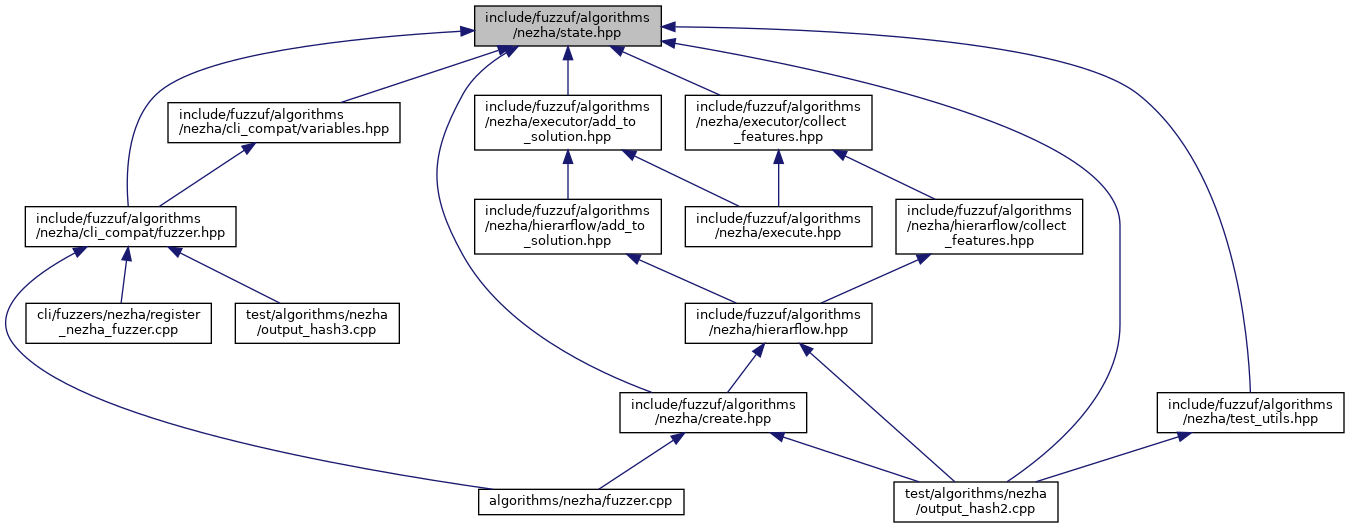 include/fuzzuf/algorithms
/nezha/state.hpp
include/fuzzuf/algorithms
/nezha/cli_compat/variables.hpp
include/fuzzuf/algorithms
/nezha/executor/add_to
_solution.hpp
include/fuzzuf/algorithms
/nezha/executor/collect
_features.hpp
include/fuzzuf/algorithms
/nezha/cli_compat/fuzzer.hpp
include/fuzzuf/algorithms
/nezha/hierarflow/add_to
_solution.hpp
include/fuzzuf/algorithms
/nezha/execute.hpp
include/fuzzuf/algorithms
/nezha/hierarflow/collect
_features.hpp
cli/fuzzers/nezha/register
_nezha_fuzzer.cpp
test/algorithms/nezha
/output_hash3.cpp
include/fuzzuf/algorithms
/nezha/hierarflow.hpp
include/fuzzuf/algorithms
/nezha/create.hpp
include/fuzzuf/algorithms
/nezha/test_utils.hpp
algorithms/nezha/fuzzer.cpp
test/algorithms/nezha
/output_hash2.cpp